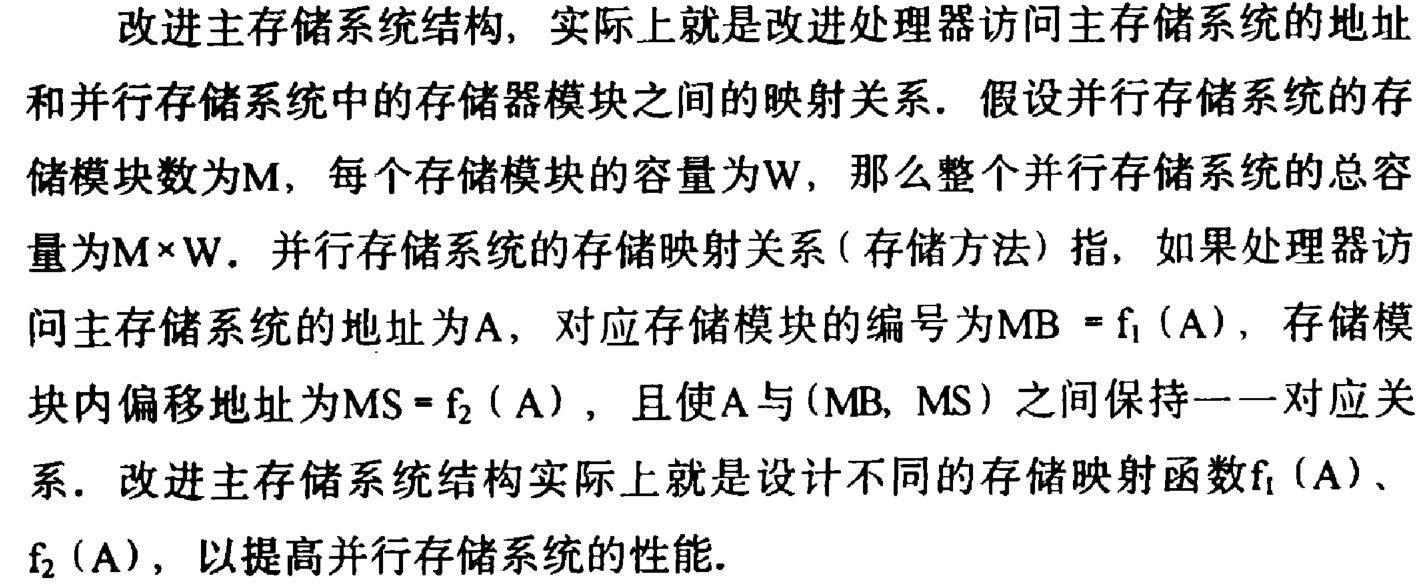 改进主存储系统结构，实际上就是改进处理器访问主存储系统的地址
和并行存储系统中的存储器模块之间的映射关系．假设并行存储系统的存
储模块数为M，每个存储模块的容量为W，那么整个并行存储系统的总容
量为M×W．并行存储系统的存储映射关系（存储方法）指，如果处理器访
问主存储系统的地址为A，对应存储模块的编号为MB = f₁（A），存储模
块内偏移地址为MS = f₂（A），且使A与（MB, MS）之间保持一一对应关
系．改进主存储系统结构实际上就是设计不同的存储映射函数f₁（A）、
f₂（A），以提高并行存储系统的性能．